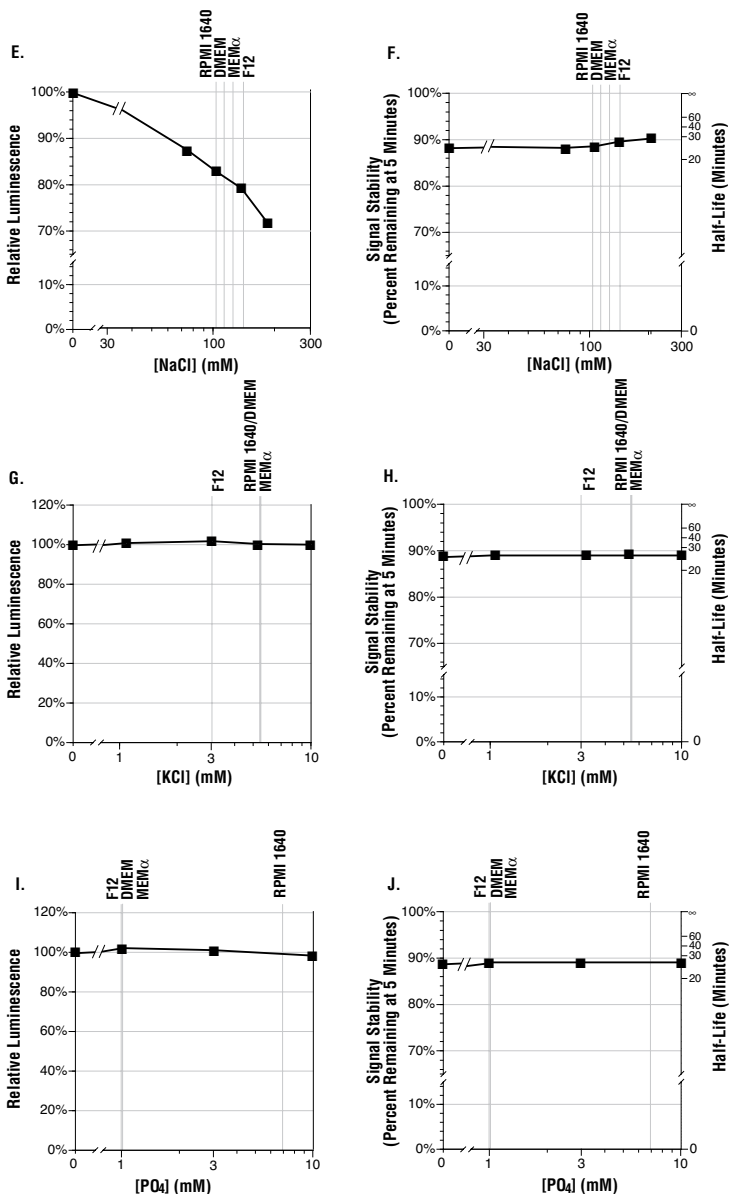 E.
RPMI 1640
DMEM
MEMα
F12
Relative Luminescence
100%
90%
80%
70%
10%
0%
0
30
100
300
[NaCl] (mM)
F.
RPMI 1640
DMEM
MEMα
F12
Signal Stability
(Percent Remaining at 5 Minutes)
100%
90%
80%
70%
10%
0%
∞
60
40
30
20
0
Half-Life (Minutes)
0
30
100
300
[NaCl] (mM)
G.
F12
RPMI 1640/DMEM
MEMα
Relative Luminescence
120%
100%
80%
60%
40%
20%
0%
0
1
3
10
[KCl] (mM)
H.
F12
RPMI 1640/DMEM
MEMα
Signal Stability
(Percent Remaining at 5 Minutes)
100%
90%
80%
70%
10%
0%
∞
60
40
30
20
0
Half-Life (Minutes)
0
1
3
10
[KCl] (mM)
I.
F12
DMEM
MEMα
RPMI 1640
Relative Luminescence
120%
100%
80%
60%
40%
20%
0%
0
1
3
10
[PO4] (mM)
J.
F12
DMEM
MEMα
RPMI 1640
Signal Stability
(Percent Remaining at 5 Minutes)
100%
90%
80%
70%
10%
0%
∞
60
40
30
20
0
Half-Life (Minutes)
0
1
3
10
[PO4] (mM)